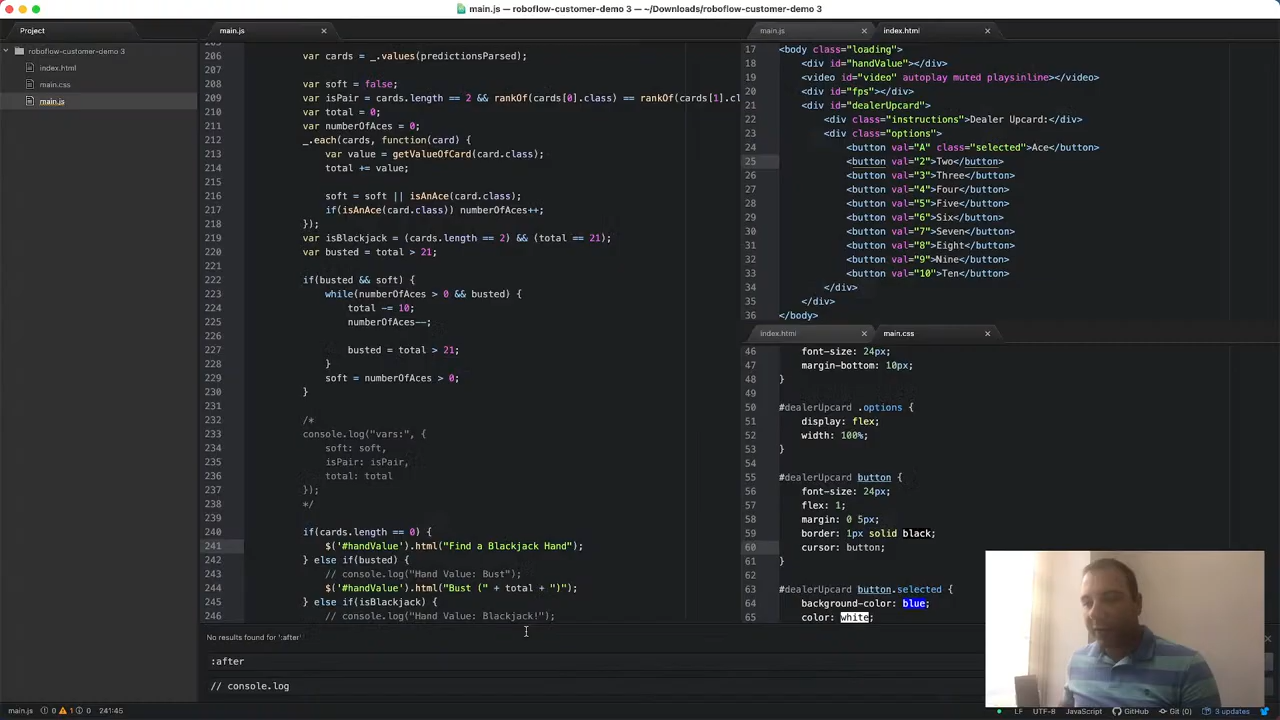 main.js — roboflow-customer-demo 3 — ~/Downloads/roboflow-customer-demo 3
Project
roboflow-customer-demo 3
index.html
main.css
main.js
main.js
205
206 var cards = _.values(predictionsParsed);
207
208 var soft = false;
209 var isPair = cards.length == 2 && rankOf(cards[0].class) == rankOf(cards[1].c
210 var total = 0;
211 var numberOfAces = 0;
212 _.each(cards, function(card) {
213 var value = getValueOfCard(card.class);
214 total += value;
215
216 soft = soft || isAnAce(card.class);
217 if(isAnAce(card.class)) numberOfAces++;
218 });
219 var isBlackjack = (cards.length == 2) && (total == 21);
220 var busted = total > 21;
221
222 if(busted && soft) {
223 while(numberOfAces > 0 && busted) {
224 total -= 10;
225 numberOfAces--;
226
227 busted = total > 21;
228 }
229 soft = numberOfAces > 0;
230 }
231
232 /*
233 console.log("vars:", {
234 soft: soft,
235 isPair: isPair,
236 total: total
237 });
238 */
239
240 if(cards.length == 0) {
241 $('#handValue').html("Find a Blackjack Hand");
242 } else if(busted) {
243 // console.log("Hand Value: Bust");
244 $('#handValue').html("Bust (" + total + ")");
245 } else if(isBlackjack) {
246 // console.log("Hand Value: Blackjack!");
main.js
index.html
17 <body class="loading">
18 <div id="handValue"></div>
19 <video id="video" autoplay muted playsinline></video>
20 <div id="fps"></div>
21 <div id="dealerUpcard">
22 <div class="instructions">Dealer Upcard:</div>
23 <div class="options">
24 <button val="A" class="selected">Ace</button>
25 <button val="2">Two</button>
26 <button val="3">Three</button>
27 <button val="4">Four</button>
28 <button val="5">Five</button>
29 <button val="6">Six</button>
30 <button val="7">Seven</button>
31 <button val="8">Eight</button>
32 <button val="9">Nine</button>
33 <button val="10">Ten</button>
34 </div>
35 </div>
36 </body>
index.html
main.css
46 font-size: 24px;
47 margin-bottom: 10px;
48 }
49
50 #dealerUpcard .options {
51 display: flex;
52 width: 100%;
53 }
54
55 #dealerUpcard button {
56 font-size: 24px;
57 flex: 1;
58 margin: 0 5px;
59 border: 1px solid black;
60 cursor: button;
61 }
62
63 #dealerUpcard button.selected {
64 background-color: blue;
65 color: white;
No results found for ':after'
:after
// console.log
main.js 0 1 0 241:45
LF UTF-8 JavaScript GitHub Git (0) 3 updates